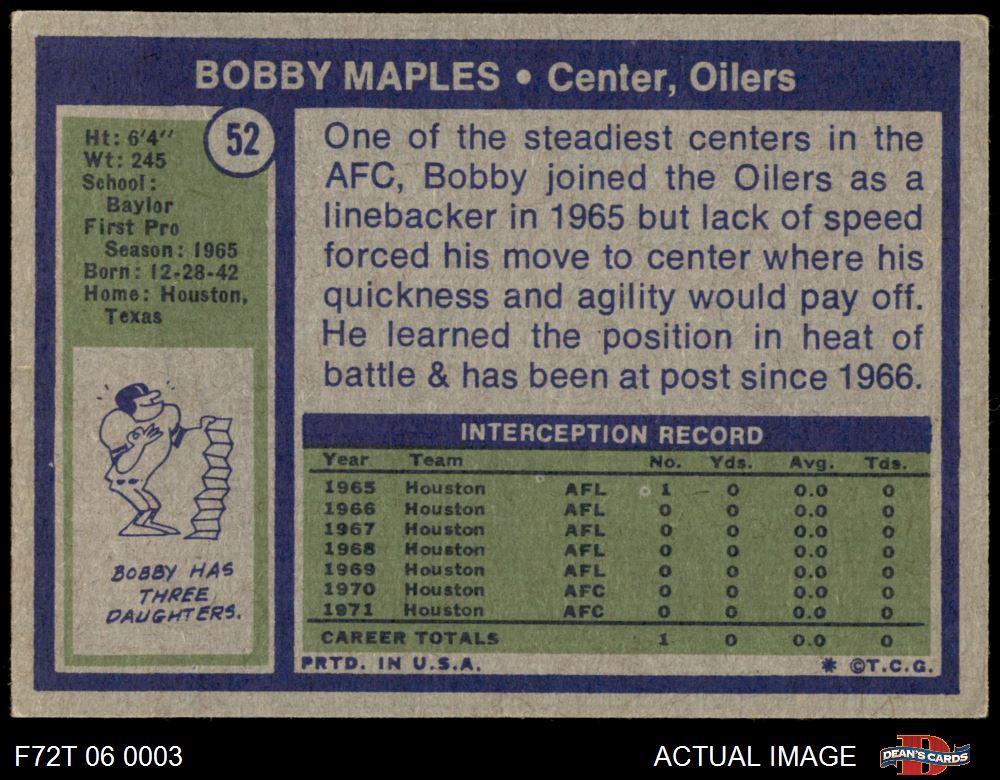 BOBBY MAPLES • Center, Oilers
52
Ht: 6'4''
Wt: 245
School:
Baylor
First Pro
Season: 1965
Born: 12-28-42
Home: Houston,
Texas
BOBBY HAS
THREE
DAUGHTERS.
One of the steadiest centers in the
AFC, Bobby joined the Oilers as a
linebacker in 1965 but lack of speed
forced his move to center where his
quickness and agility would pay off.
He learned the position in heat of
battle & has been at post since 1966.
INTERCEPTION RECORD
Year Team No. Yds. Avg. Tds.
1965 Houston AFL 1 0 0.0 0
1966 Houston AFL 0 0 0.0 0
1967 Houston AFL 0 0 0.0 0
1968 Houston AFL 0 0 0.0 0
1969 Houston AFL 0 0 0.0 0
1970 Houston AFC 0 0 0.0 0
1971 Houston AFC 0 0 0.0 0
CAREER TOTALS 1 0 0.0 0
PRTD. IN U.S.A. * ©T.C.G.
F72T 06 0003 ACTUAL IMAGE DEAN'S CARDS